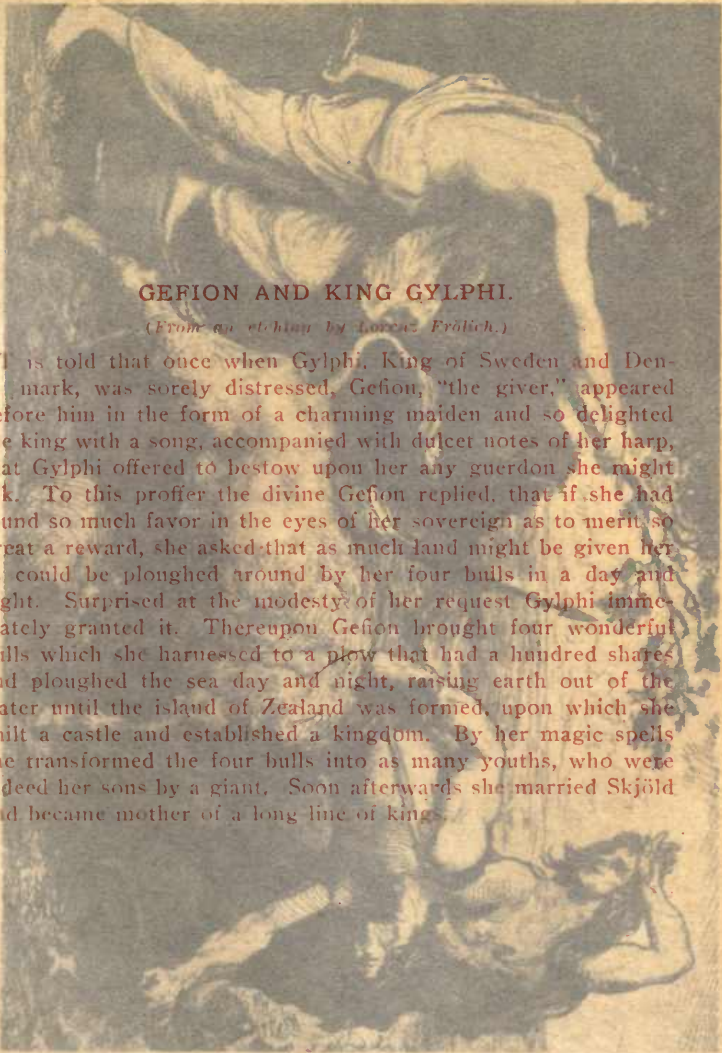 GEFION AND KING GYLPHI.
(From an etching by Lorenz Frölich.)
T is told that once when Gylphi, King of Sweden and Den-
mark, was sorely distressed, Gefion, "the giver," appeared
efore him in the form of a charming maiden and so delighted
e king with a song, accompanied with dulcet notes of her harp,
at Gylphi offered to bestow upon her any guerdon she might
k. To this proffer the divine Gefion replied, that if she had
und so much favor in the eyes of her sovereign as to merit so
reat a reward, she asked that as much land might be given her
could be ploughed around by her four bulls in a day and
ght. Surprised at the modesty of her request Gylphi imme-
ately granted it. Thereupon Gefion brought four wonderful
ulls which she harnessed to a plow that had a hundred shares
nd ploughed the sea day and night, raising earth out of the
ater until the island of Zealand was formed, upon which she
uilt a castle and established a kingdom. By her magic spells
he transformed the four bulls into as many youths, who were
deed her sons by a giant. Soon afterwards she married Skjöld
nd became mother of a long line of kings.